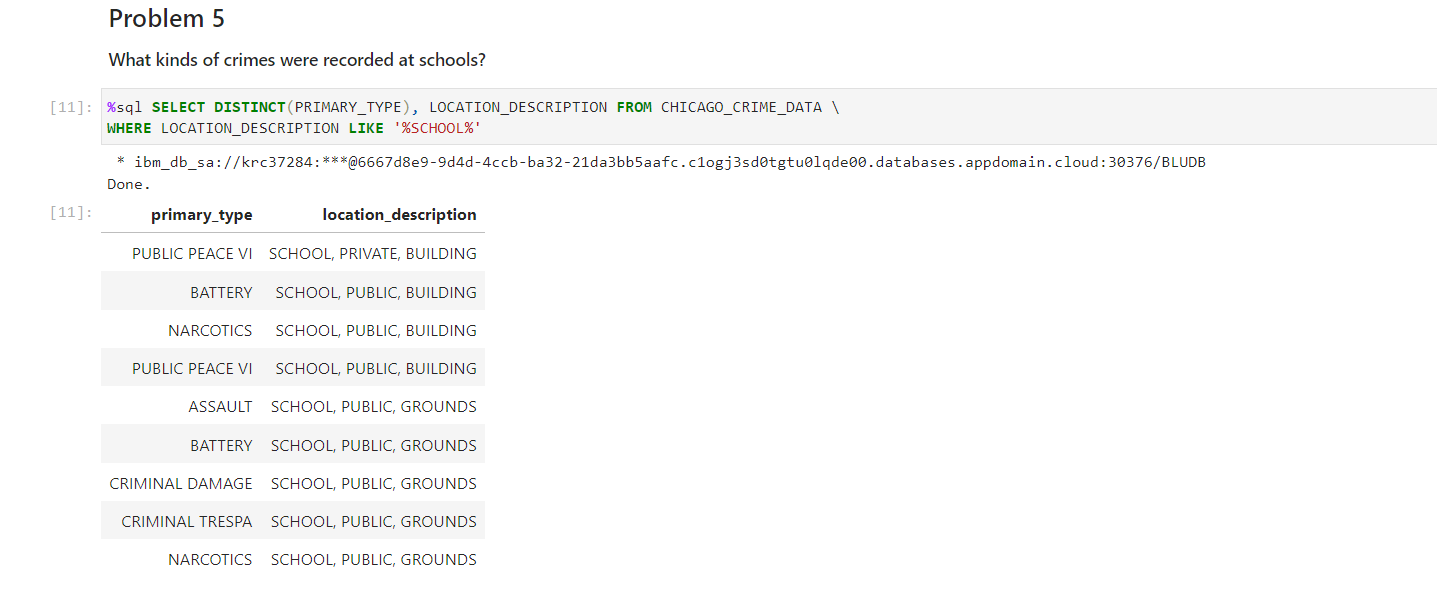 Problem 5
What kinds of crimes were recorded at schools?
[11]: %sql SELECT DISTINCT(PRIMARY_TYPE), LOCATION_DESCRIPTION FROM CHICAGO_CRIME_DATA \
WHERE LOCATION_DESCRIPTION LIKE '%SCHOOL%'
* ibm_db_sa://krc37284:***@6667d8e9-9d4d-4ccb-ba32-21da3bb5aafc.c1ogj3sd0tgtu0lqde00.databases.appdomain.cloud:30376/BLUDB
Done.
[11]: primary_type location_description
PUBLIC PEACE VI SCHOOL, PRIVATE, BUILDING
BATTERY SCHOOL, PUBLIC, BUILDING
NARCOTICS SCHOOL, PUBLIC, BUILDING
PUBLIC PEACE VI SCHOOL, PUBLIC, BUILDING
ASSAULT SCHOOL, PUBLIC, GROUNDS
BATTERY SCHOOL, PUBLIC, GROUNDS
CRIMINAL DAMAGE SCHOOL, PUBLIC, GROUNDS
CRIMINAL TRESPA SCHOOL, PUBLIC, GROUNDS
NARCOTICS SCHOOL, PUBLIC, GROUNDS